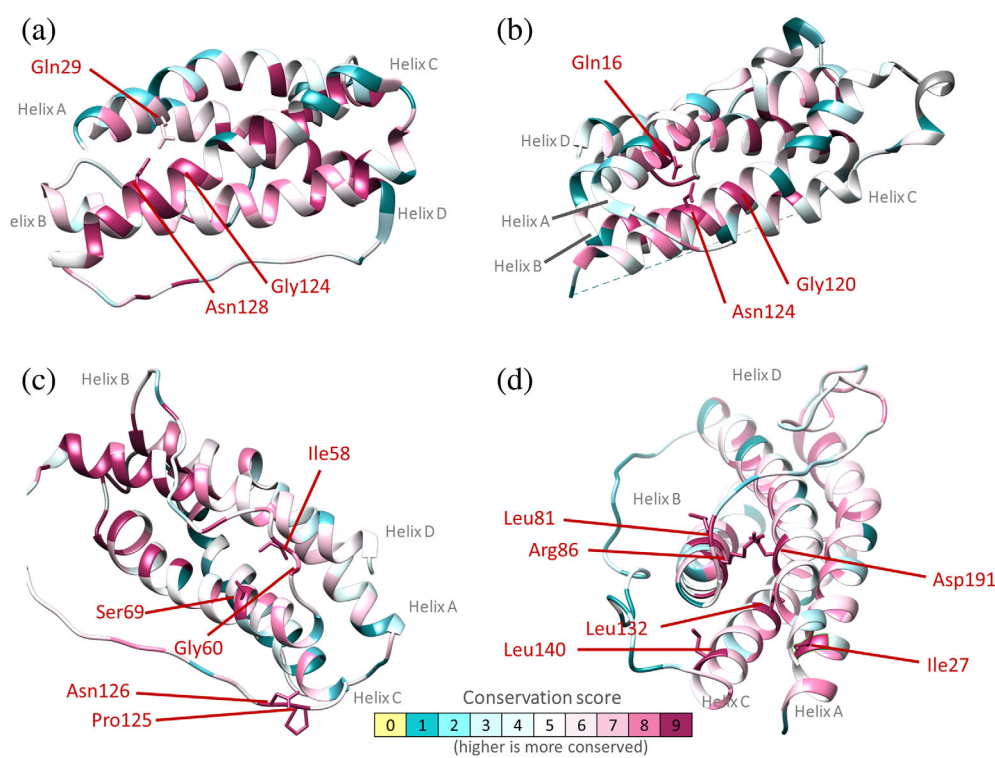 (a)
Gln29
Helix A
Helix C
elix B
Helix D
Gly124
Asn128
(b)
Gln16
Helix D
Helix A
Helix B
Helix C
Gly120
Asn124
(c)
Helix B
Ile58
Helix D
Ser69
Helix A
Gly60
Asn126
Pro125
Helix C
(d)
Helix D
Helix B
Leu81
Arg86
Asp191
Leu132
Leu140
Ile27
Helix C
Helix A
Conservation score
0 1 2 3 4 5 6 7 8 9
(higher is more conserved)